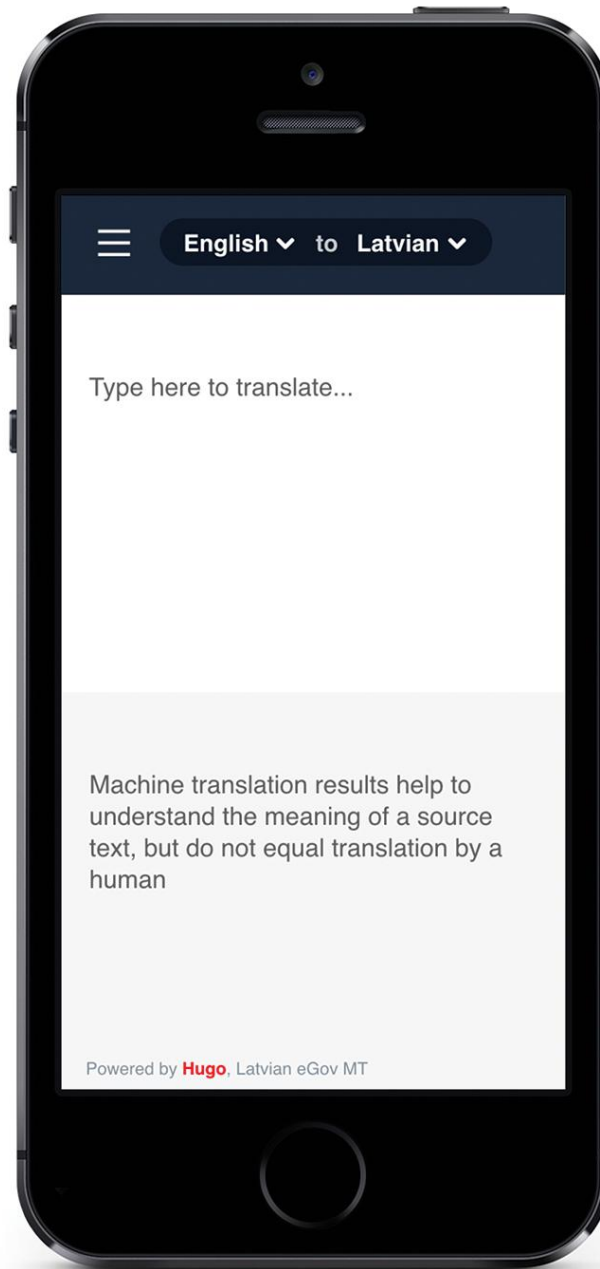 English to Latvian
Type here to translate...
Machine translation results help to
understand the meaning of a source
text, but do not equal translation by a
human
Powered by Hugo, Latvian eGov MT